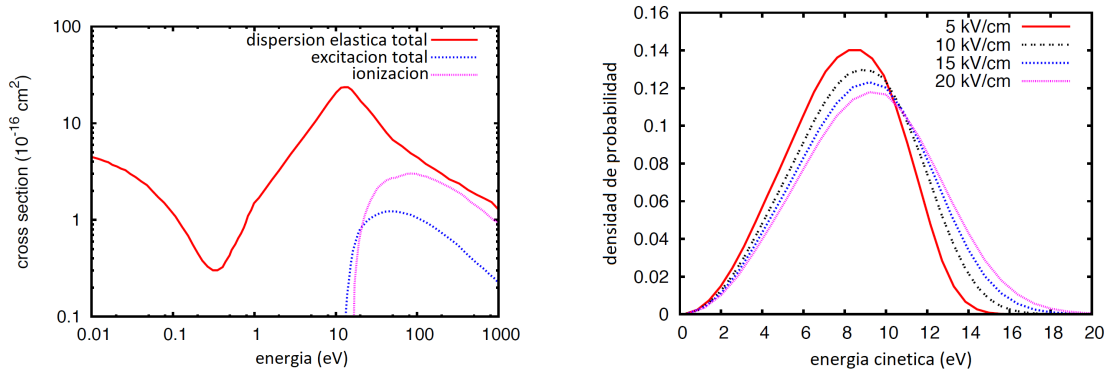 100
10
1
0.1
0.01
0.1
1
10
100
1000
cross section (10⁻¹⁶ cm²)
energia (eV)
dispersion elastica total
excitacion total
ionizacion
0.16
0.14
0.12
0.1
0.08
0.06
0.04
0.02
0
0
2
4
6
8
10
12
14
16
18
20
densidad de probabilidad
energia cinetica (eV)
5 kV/cm
10 kV/cm
15 kV/cm
20 kV/cm